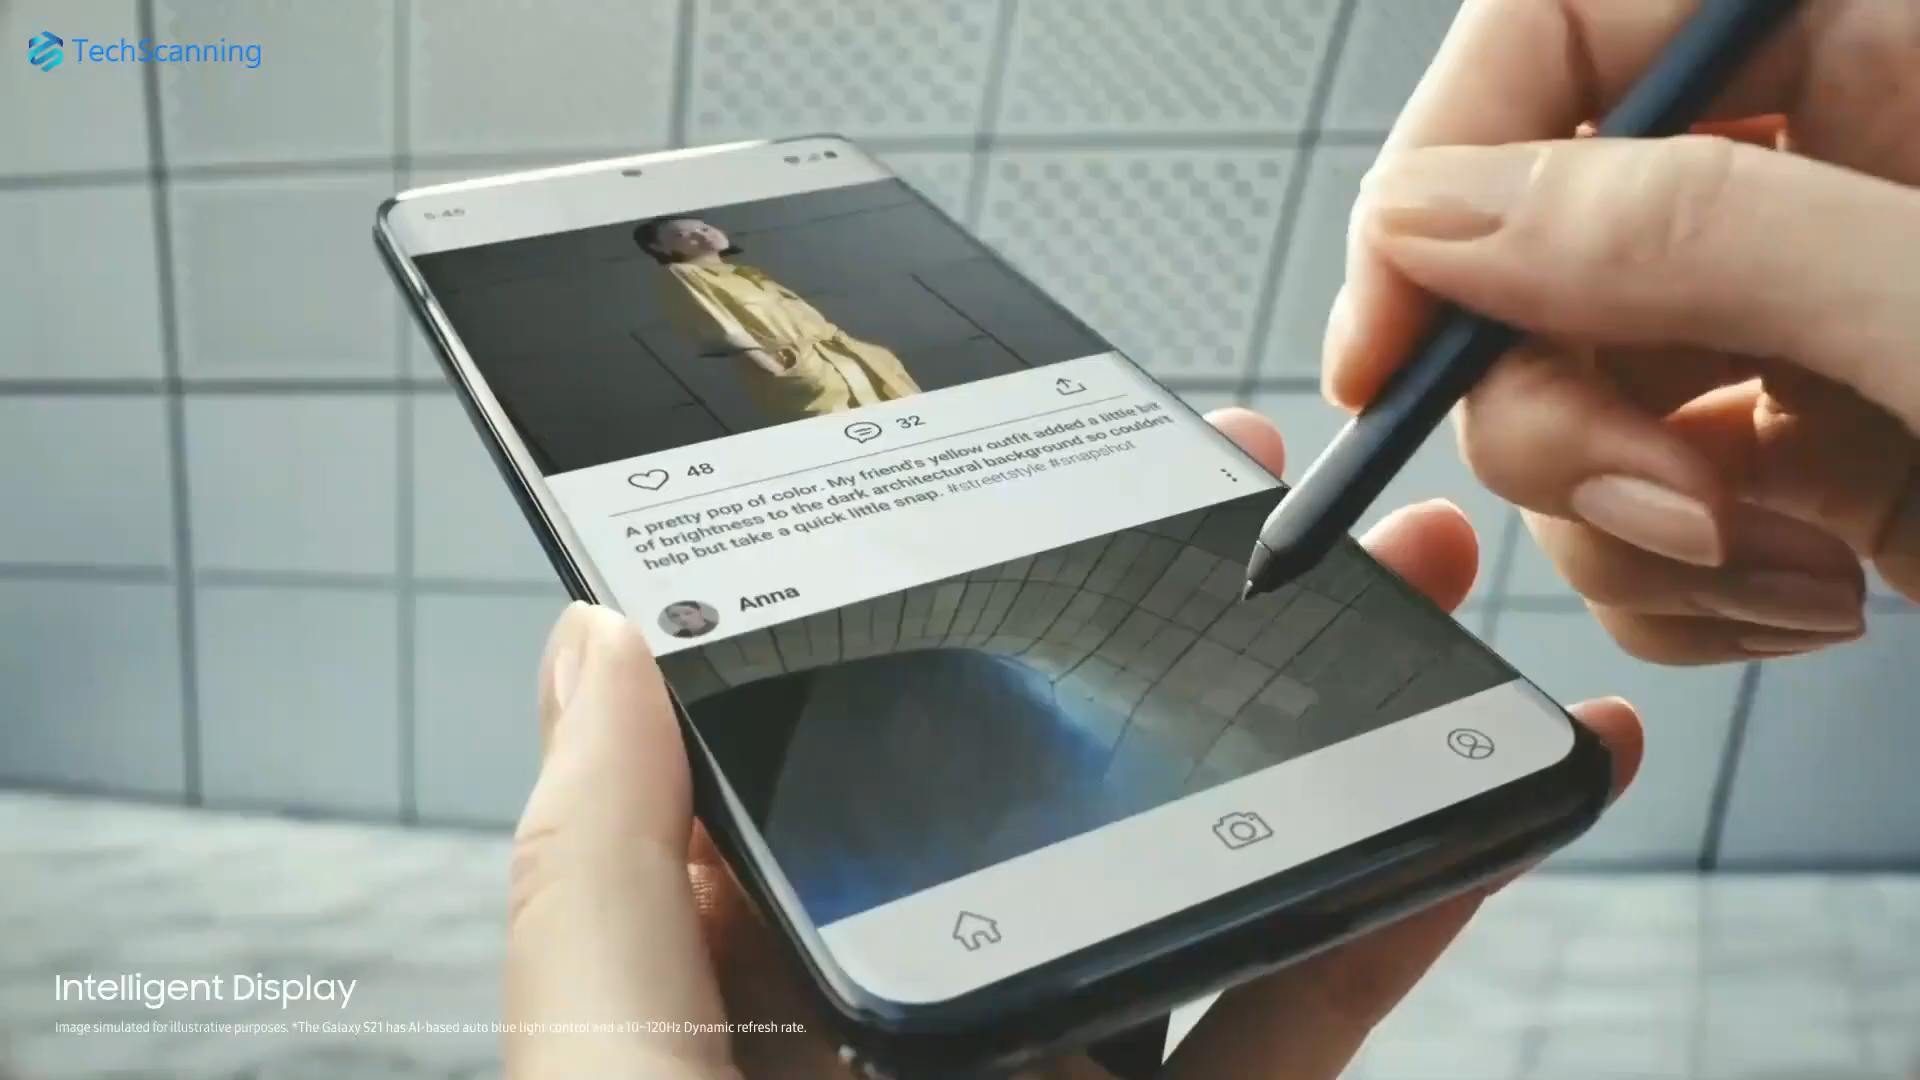 TechScanning
5:45
48
32
A pretty pop of color. My friend's yellow outfit added a little bit
of brightness to the dark architectural background so couldn't
help but take a quick little snap. #streetstyle #snapshot
Anna
Intelligent Display
Image simulated for illustrative purposes. *The Galaxy S21 has AI-based auto blue light control and a 10~120Hz Dynamic refresh rate.